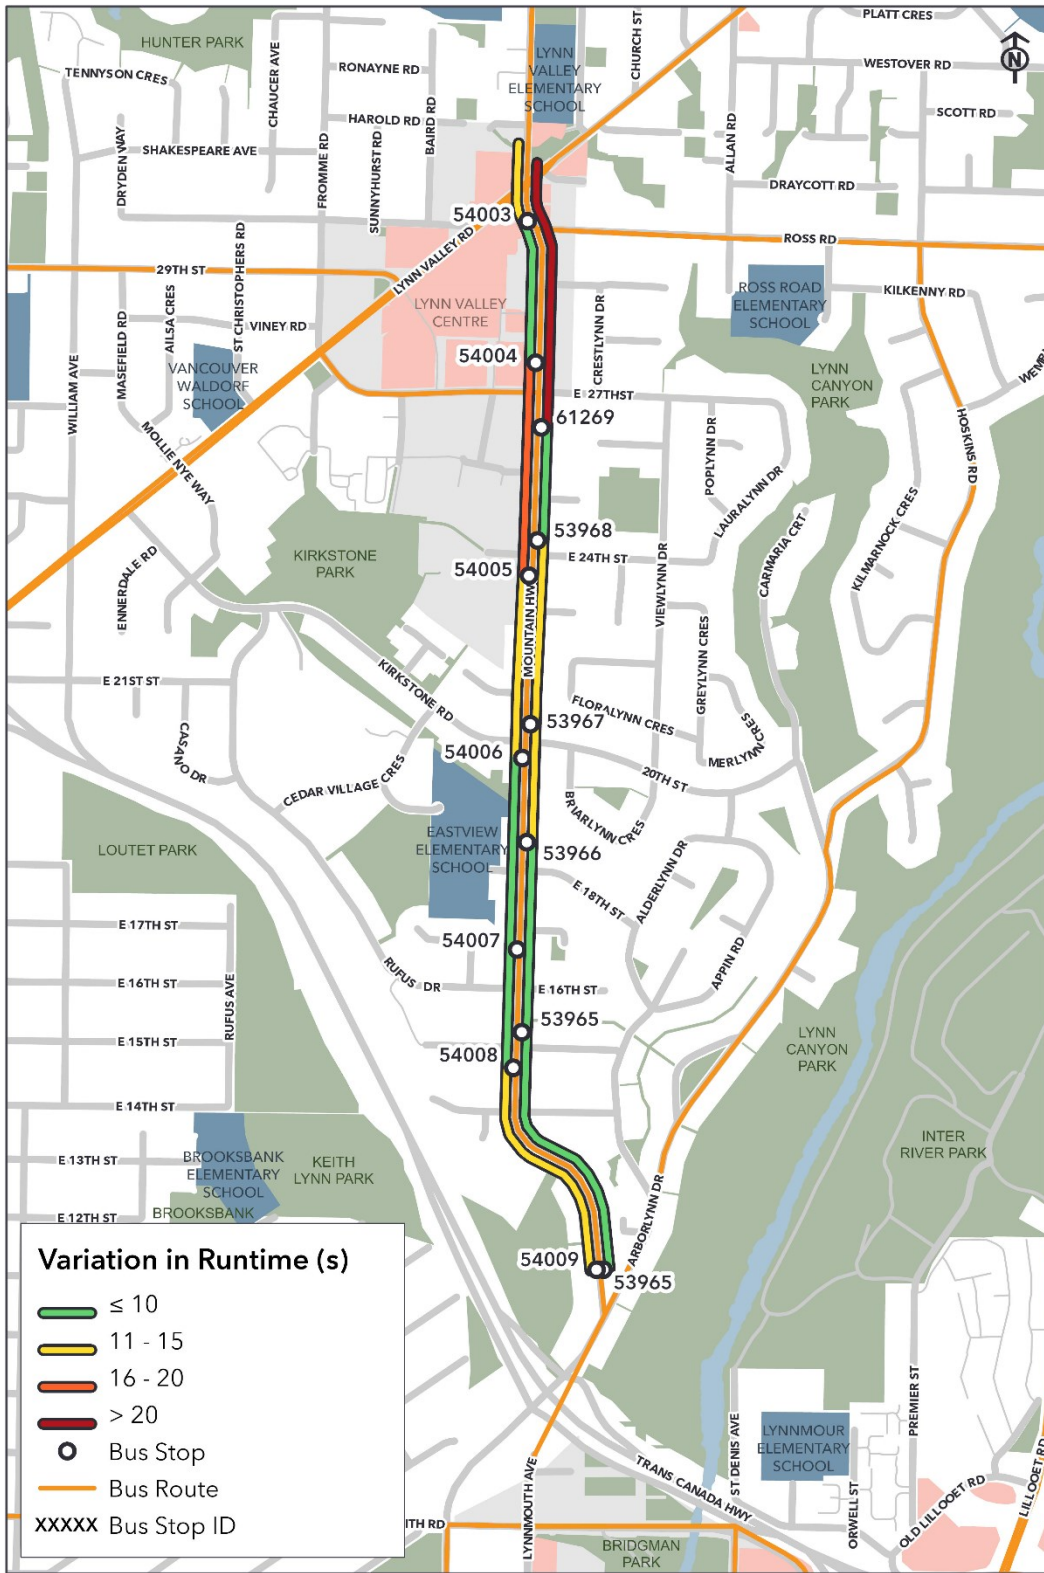 PLATT CRES
HUNTER PARK
CHAUCER AVE
LYNN
VALLEY
ELEMENTARY
SCHOOL
CHURCH ST
N
TENNYSON CRES
RONAYNE RD
WESTOVER RD
HAROLD RD
BAIRD RD
SCOTT RD
ALLAN RD
SHAKESPEARE AVE
DRYDEN WAY
FROMME RD
SUNNYHURST RD
DRAYCOTT RD
54003
ROSS RD
LYNN VALLEY RD
29TH ST
ST CHRISTOPHERS RD
AILSA CRES
MASEFIELD RD
VINEY RD
LYNN VALLEY
CENTRE
ROSS ROAD
ELEMENTARY
SCHOOL
KILKENNY RD
CRESTLYNN DR
54004
VANCOUVER
WALDORF
SCHOOL
WILLIAM AVE
LYNN
CANYON
PARK
E 27THST
61269
HOSKINS RD
MOLLIE NYE WAY
POPLYNN DR
LAURALYNN DR
53968
E 24TH ST
KIRKSTONE
PARK
54005
CARMARIA CRT
KILMARNOCK CRES
ENNERDALE RD
VIEWLYNN DR
MOUNTAIN HW
GREYLYNN CRES
E 21ST ST
KIRKSTONE RD
FLORALYNN CRES
53967
MERLYNN CRES
CASANO DR
54006
20TH ST
CEDAR VILLAGE CRES
BRIARLYNN CRES
LOUTET PARK
EASTVIEW
ELEMENTARY
SCHOOL
53966
E 18TH ST
ALDERLYNN DR
E 17TH ST
54007
APPIN RD
RUFUS DR
E 16TH ST
E 16TH ST
RUFUS AVE
53965
E 15TH ST
54008
LYNN
CANYON
PARK
E 14TH ST
E 13TH ST
BROOKSBANK
ELEMENTARY
SCHOOL
KEITH
LYNN PARK
INTER
RIVER PARK
BROOKSBANK
E 12TH ST
ARBORLYNN DR
54009
53965
Variation in Runtime (s)
≤ 10
11 - 15
16 - 20
> 20
Bus Stop
Bus Route
XXXXX Bus Stop ID
PREMIER ST
LYNNMOUR
ELEMENTARY
SCHOOL
ST DENIS AVE
TRANS CANADA HWY
LYNNMOUTH AVE
ORWELL ST
OLD LILLOOET RD
LILLOOET RD
ITH RD
BRIDGMAN
PARK